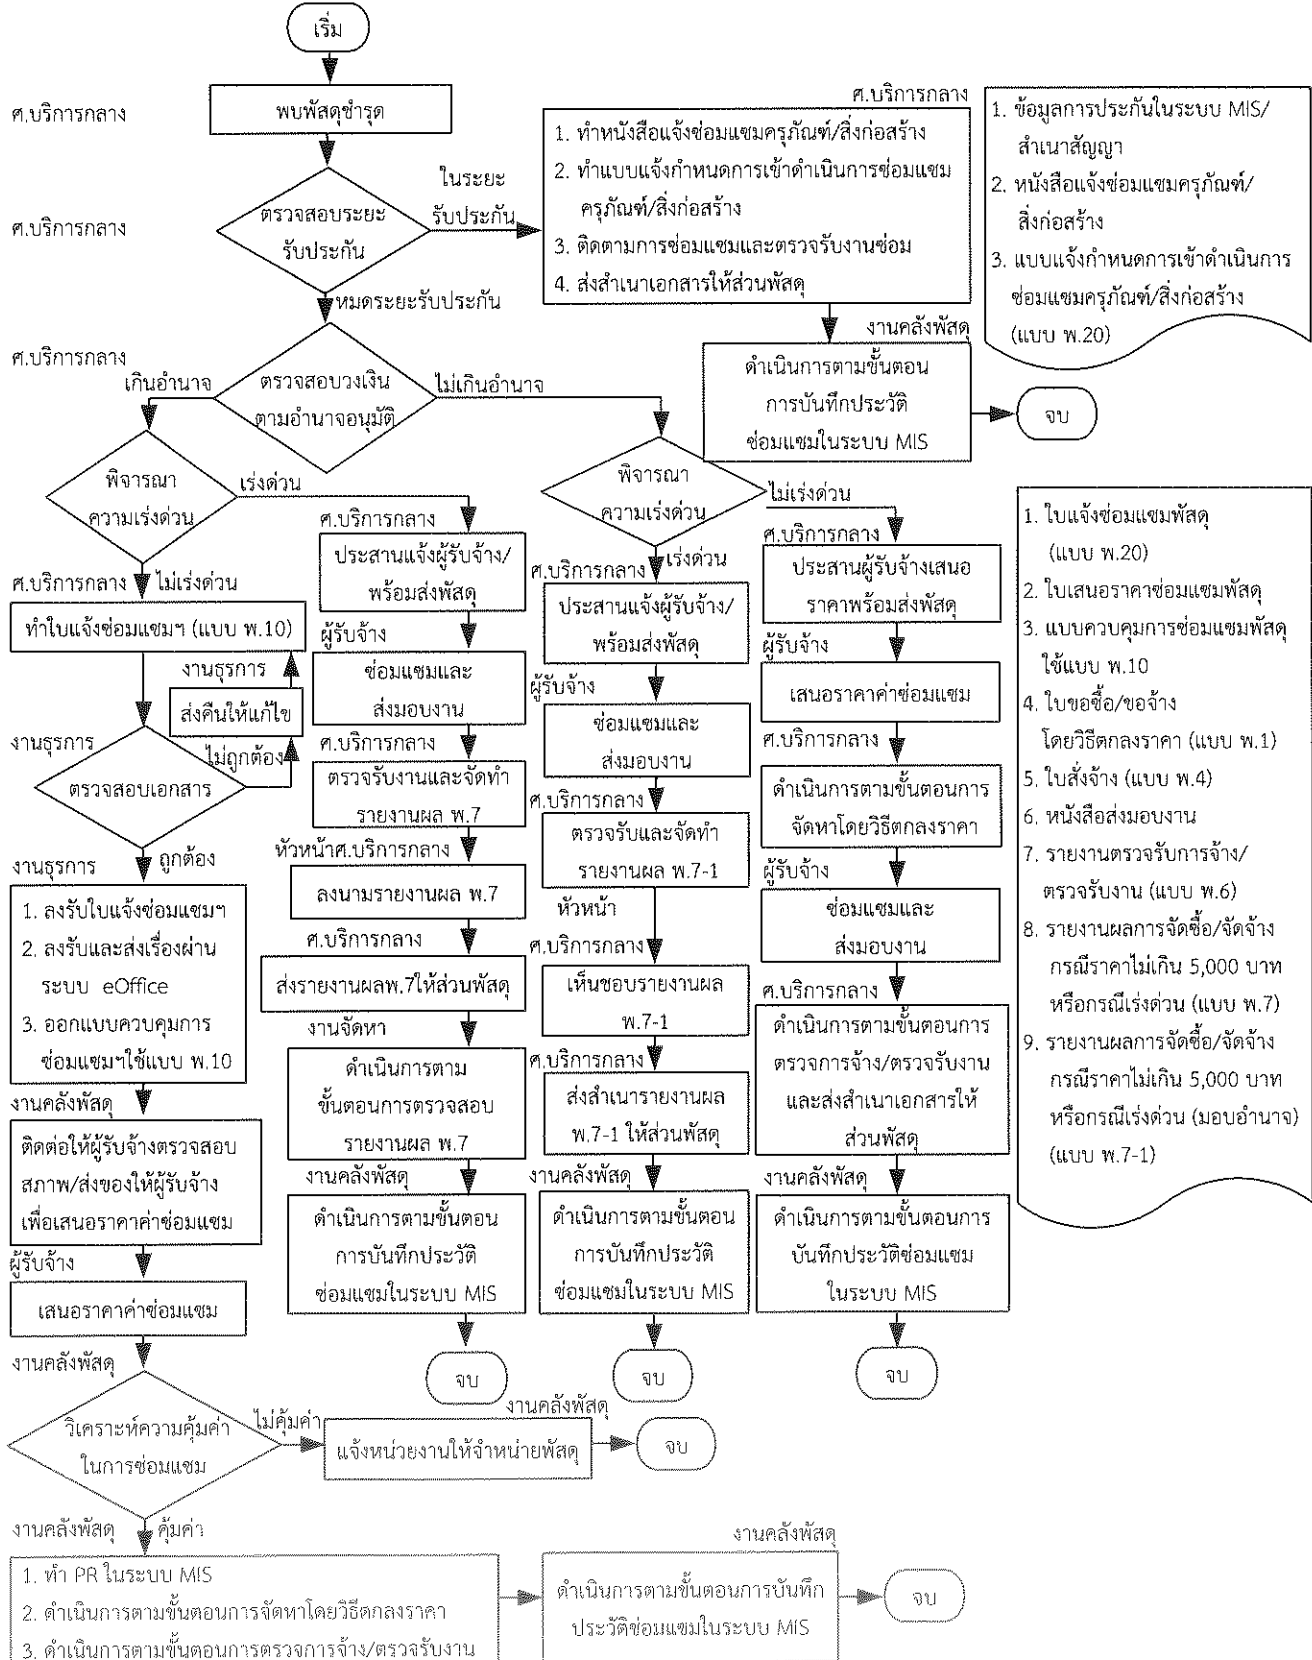 เริ่ม
ศ.บริการกลาง
พบพัสดุชำรุด
ศ.บริการกลาง
ตรวจสอบระยะ
รับประกัน
ในระยะ
รับประกัน
หมดระยะรับประกัน
ศ.บริการกลาง
1. ทำหนังสือแจ้งซ่อมแซมครุภัณฑ์/สิ่งก่อสร้าง
2. ทำแบบแจ้งกำหนดการเข้าดำเนินการซ่อมแซม
ครุภัณฑ์/สิ่งก่อสร้าง
3. ติดตามการซ่อมแซมและตรวจรับงานซ่อม
4. ส่งสำเนาเอกสารให้ส่วนพัสดุ
1. ข้อมูลการประกันในระบบ MIS/
สำเนาสัญญา
2. หนังสือแจ้งซ่อมแซมครุภัณฑ์/
สิ่งก่อสร้าง
3. แบบแจ้งกำหนดการเข้าดำเนินการ
ซ่อมแซมครุภัณฑ์/สิ่งก่อสร้าง
(แบบ พ.20)
งานคลังพัสดุ
ดำเนินการตามขั้นตอน
การบันทึกประวัติ
ซ่อมแซมในระบบ MIS
จบ
ศ.บริการกลาง
ตรวจสอบวงเงิน
ตามอำนาจอนุมัติ
เกินอำนาจ
ไม่เกินอำนาจ
พิจารณา
ความเร่งด่วน
เร่งด่วน
ศ.บริการกลาง
ไม่เร่งด่วน
ทำใบแจ้งซ่อมแซมฯ (แบบ พ.10)
งานธุรการ
ส่งคืนให้แก้ไข
ไม่ถูกต้อง
งานธุรการ
ตรวจสอบเอกสาร
ถูกต้อง
งานธุรการ
1. ลงรับใบแจ้งซ่อมแซมฯ
2. ลงรับและส่งเรื่องผ่าน
ระบบ eOffice
3. ออกแบบควบคุมการ
ซ่อมแซมฯใช้แบบ พ.10
งานคลังพัสดุ
ติดต่อให้ผู้รับจ้างตรวจสอบ
สภาพ/ส่งของให้ผู้รับจ้าง
เพื่อเสนอราคาค่าซ่อมแซม
ผู้รับจ้าง
เสนอราคาค่าซ่อมแซม
งานคลังพัสดุ
วิเคราะห์ความคุ้มค่า
ในการซ่อมแซม
ไม่คุ้มค่า
งานคลังพัสดุ
แจ้งหน่วยงานให้จำหน่ายพัสดุ
จบ
งานคลังพัสดุ
คุ้มค่า
1. ทำ PR ในระบบ MIS
2. ดำเนินการตามขั้นตอนการจัดหาโดยวิธีตกลงราคา
3. ดำเนินการตามขั้นตอนการตรวจการจ้าง/ตรวจรับงาน
งานคลังพัสดุ
ดำเนินการตามขั้นตอนการบันทึก
ประวัติซ่อมแซมในระบบ MIS
จบ
ศ.บริการกลาง
ประสานแจ้งผู้รับจ้าง/
พร้อมส่งพัสดุ
ผู้รับจ้าง
ซ่อมแซมและ
ส่งมอบงาน
ศ.บริการกลาง
ตรวจรับงานและจัดทำ
รายงานผล พ.7
หัวหน้าศ.บริการกลาง
ลงนามรายงานผล พ.7
ศ.บริการกลาง
ส่งรายงานผลพ.7ให้ส่วนพัสดุ
งานจัดหา
ดำเนินการตาม
ขั้นตอนการตรวจสอบ
รายงานผล พ.7
งานคลังพัสดุ
ดำเนินการตามขั้นตอน
การบันทึกประวัติ
ซ่อมแซมในระบบ MIS
จบ
พิจารณา
ความเร่งด่วน
ไม่เร่งด่วน
ศ.บริการกลาง
เร่งด่วน
ประสานแจ้งผู้รับจ้าง/
พร้อมส่งพัสดุ
ผู้รับจ้าง
ซ่อมแซมและ
ส่งมอบงาน
ศ.บริการกลาง
ตรวจรับและจัดทำ
รายงานผล พ.7-1
หัวหน้า
ศ.บริการกลาง
เห็นชอบรายงานผล
พ.7-1
ศ.บริการกลาง
ส่งสำเนารายงานผล
พ.7-1 ให้ส่วนพัสดุ
งานคลังพัสดุ
ดำเนินการตามขั้นตอน
การบันทึกประวัติ
ซ่อมแซมในระบบ MIS
จบ
ศ.บริการกลาง
ประสานผู้รับจ้างเสนอ
ราคาพร้อมส่งพัสดุ
ผู้รับจ้าง
เสนอราคาค่าซ่อมแซม
ศ.บริการกลาง
ดำเนินการตามขั้นตอนการ
จัดหาโดยวิธีตกลงราคา
ผู้รับจ้าง
ซ่อมแซมและ
ส่งมอบงาน
ศ.บริการกลาง
ดำเนินการตามขั้นตอนการ
ตรวจการจ้าง/ตรวจรับงาน
และส่งสำเนาเอกสารให้
ส่วนพัสดุ
งานคลังพัสดุ
ดำเนินการตามขั้นตอนการ
บันทึกประวัติซ่อมแซม
ในระบบ MIS
จบ
1. ใบแจ้งซ่อมแซมพัสดุ
(แบบ พ.20)
2. ใบเสนอราคาซ่อมแซมพัสดุ
3. แบบควบคุมการซ่อมแซมพัสดุ
ใช้แบบ พ.10
4. ใบขอซื้อ/ขอจ้าง
โดยวิธีตกลงราคา (แบบ พ.1)
5. ใบสั่งจ้าง (แบบ พ.4)
6. หนังสือส่งมอบงาน
7. รายงานตรวจรับการจ้าง/
ตรวจรับงาน (แบบ พ.6)
8. รายงานผลการจัดซื้อ/จัดจ้าง
กรณีราคาไม่เกิน 5,000 บาท
หรือกรณีเร่งด่วน (แบบ พ.7)
9. รายงานผลการจัดซื้อ/จัดจ้าง
กรณีราคาไม่เกิน 5,000 บาท
หรือกรณีเร่งด่วน (มอบอำนาจ)
(แบบ พ.7-1)